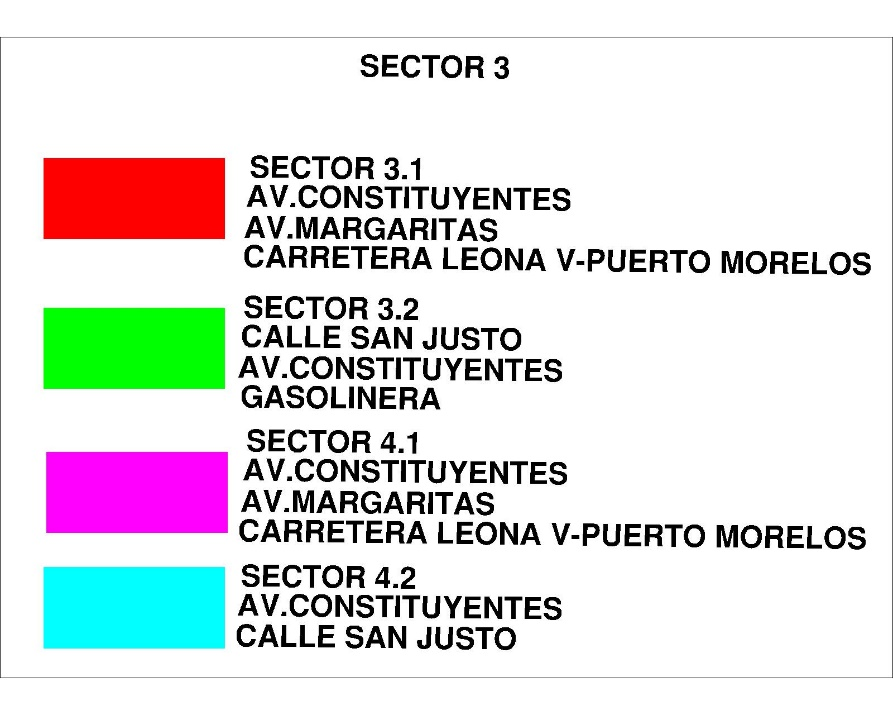 SECTOR 3
SECTOR 3.1
AV.CONSTITUYENTES
AV.MARGARITAS
CARRETERA LEONA V-PUERTO MORELOS
SECTOR 3.2
CALLE SAN JUSTO
AV.CONSTITUYENTES
GASOLINERA
SECTOR 4.1
AV.CONSTITUYENTES
AV.MARGARITAS
CARRETERA LEONA V-PUERTO MORELOS
SECTOR 4.2
AV.CONSTITUYENTES
CALLE SAN JUSTO